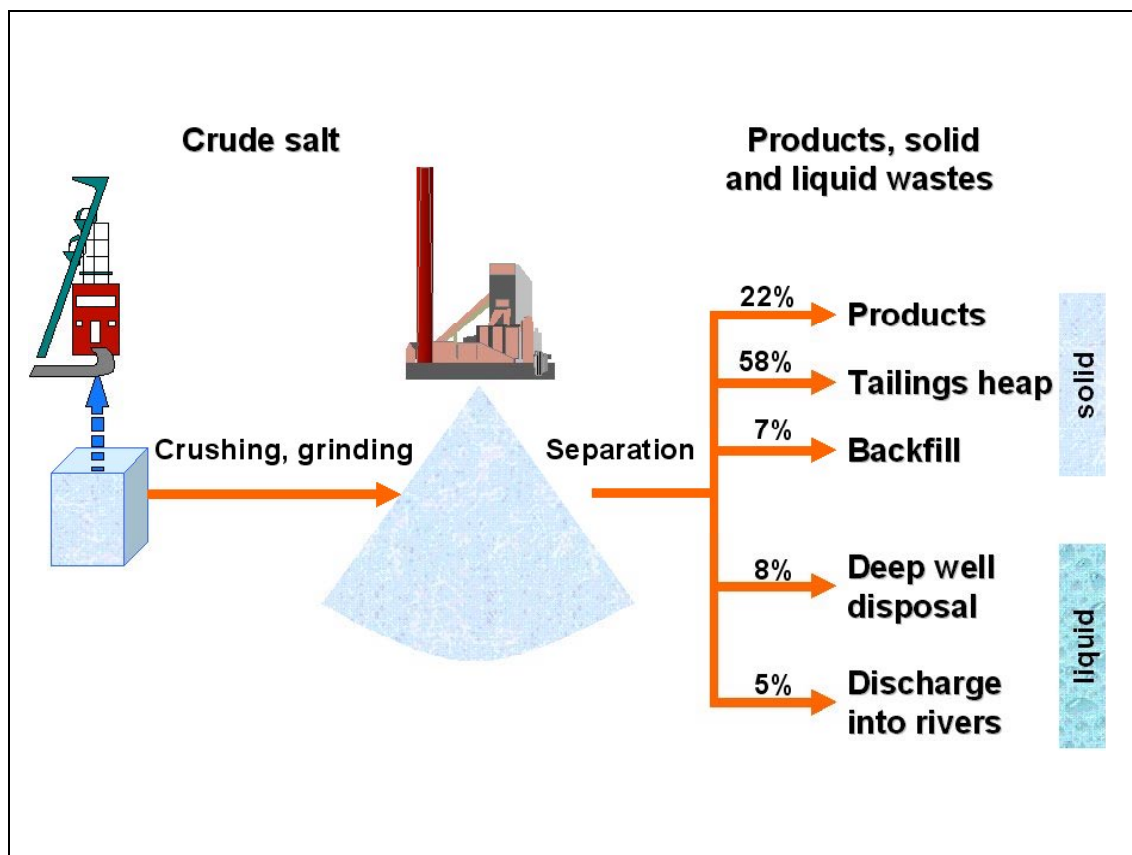 Crude salt
Products, solid
and liquid wastes
22%
Products
58%
Tailings heap
7%
Backfill
solid
Crushing, grinding
Separation
8%
Deep well
disposal
5%
Discharge
into rivers
liquid